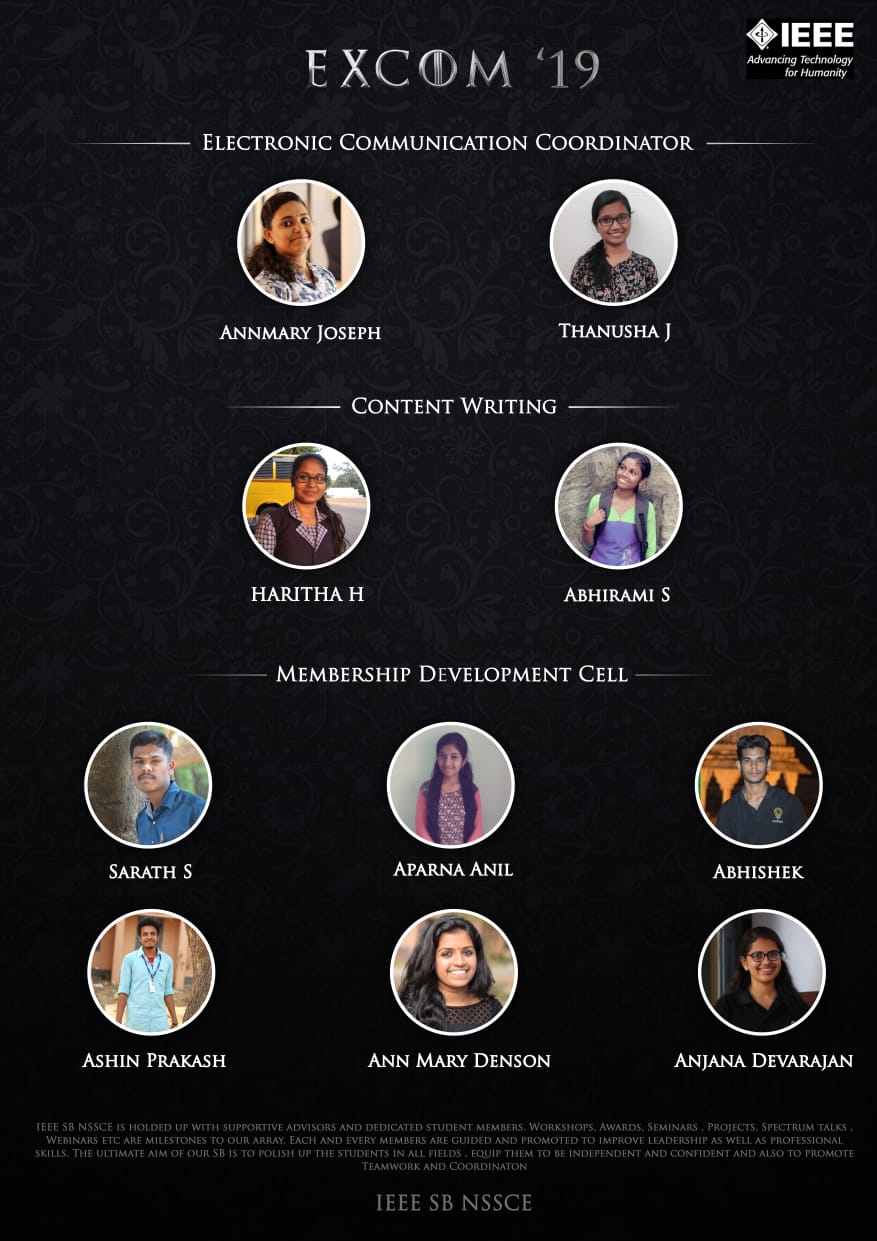 IEEE
Advancing Technology
for Humanity
EXCOM '19
Electronic Communication Coordinator
Annmary Joseph
Thanusha J
Content Writing
HARITHA H
Abhirami S
Membership Development Cell
Sarath S
Aparna Anil
Abhishek
Ashin Prakash
Ann Mary Denson
Anjana Devarajan
IEEE SB NSSCE is holded up with supportive advisors and dedicated student members. Workshops, Awards, Seminars , Projects, Spectrum talks ,
Webinars etc are milestones to our array. Each and every members are guided and promoted to improve leadership as well as professional
skills. The ultimate aim of our SB is to polish up the students in all fields , equip them to be independent and confident and also to promote
Teamwork and Coordinaton
IEEE SB NSSCE